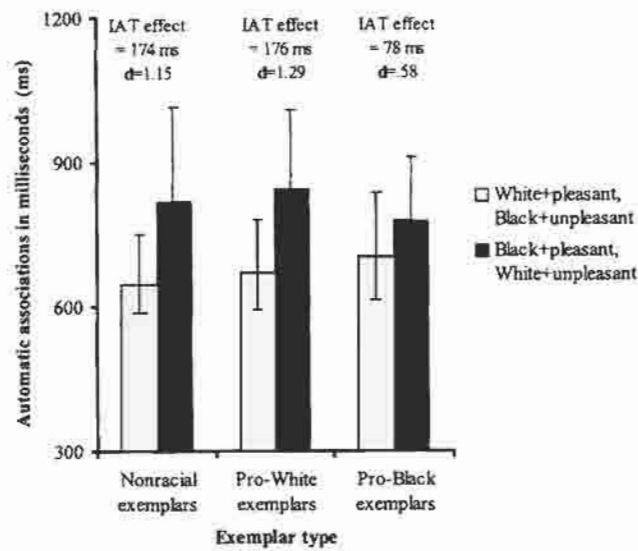 1200
900
600
300
Automatic associations in milliseconds (ms)
IAT effect
= 174 ms
d=1.15
IAT effect
= 176 ms
d=1.29
IAT effect
= 78 ms
d=.58
White+pleasant,
Black+unpleasant
Black+pleasant,
White+unpleasant
Nonracial
exemplars
Pro-White
exemplars
Pro-Black
exemplars
Exemplar type